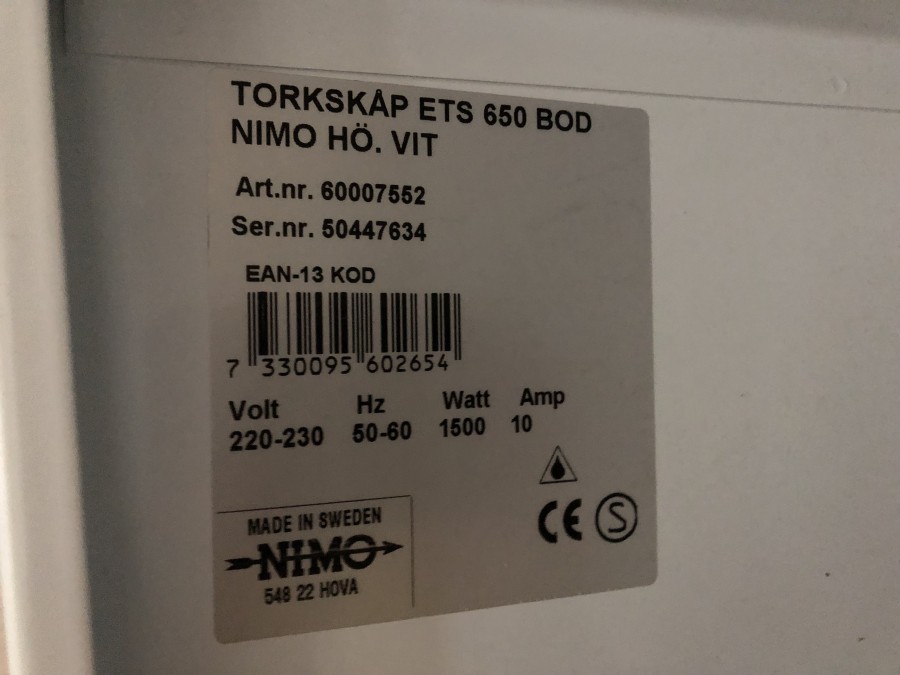 TORKSKÅP ETS 650 BOD
NIMO HÖ. VIT
Art.nr. 60007552
Ser.nr. 50447634
EAN-13 KOD
7 330095 602654
Volt Hz Watt Amp
220-230 50-60 1500 10
CE S
MADE IN SWEDEN
NIMO
548 22 HOVA